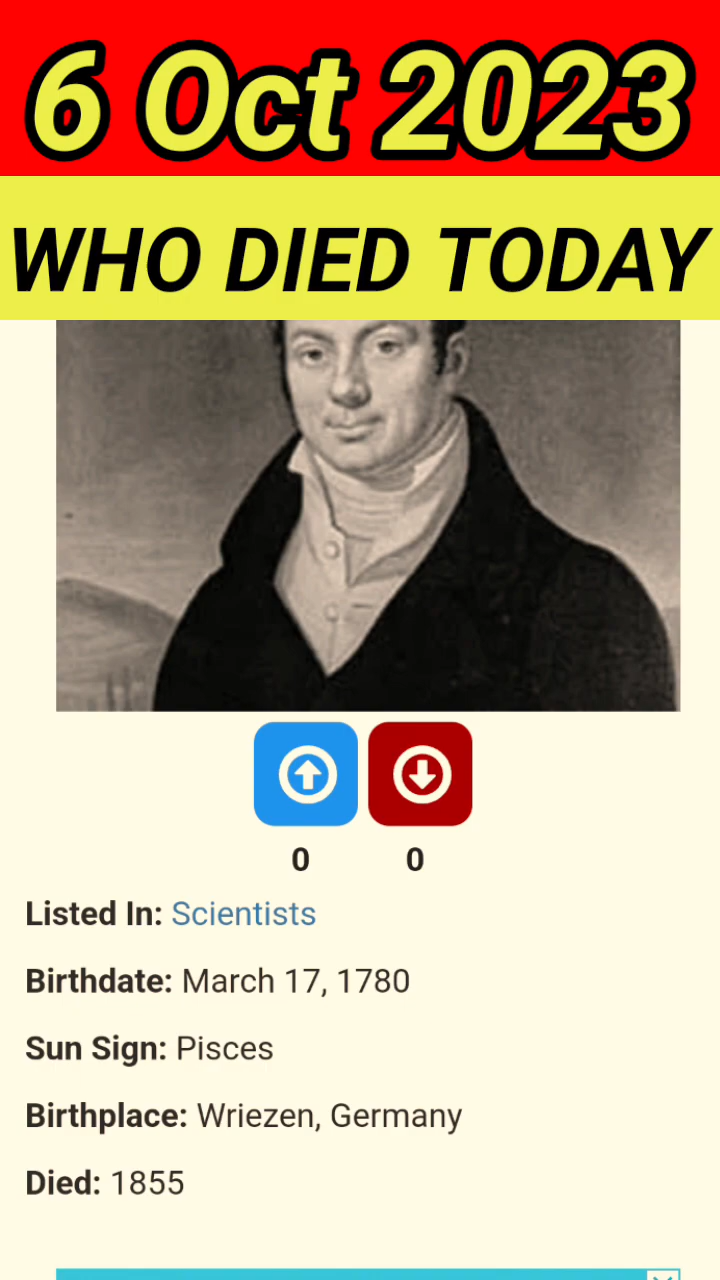 6 Oct 2023
WHO DIED TODAY
0 0
Listed In: Scientists
Birthdate: March 17, 1780
Sun Sign: Pisces
Birthplace: Wriezen, Germany
Died: 1855